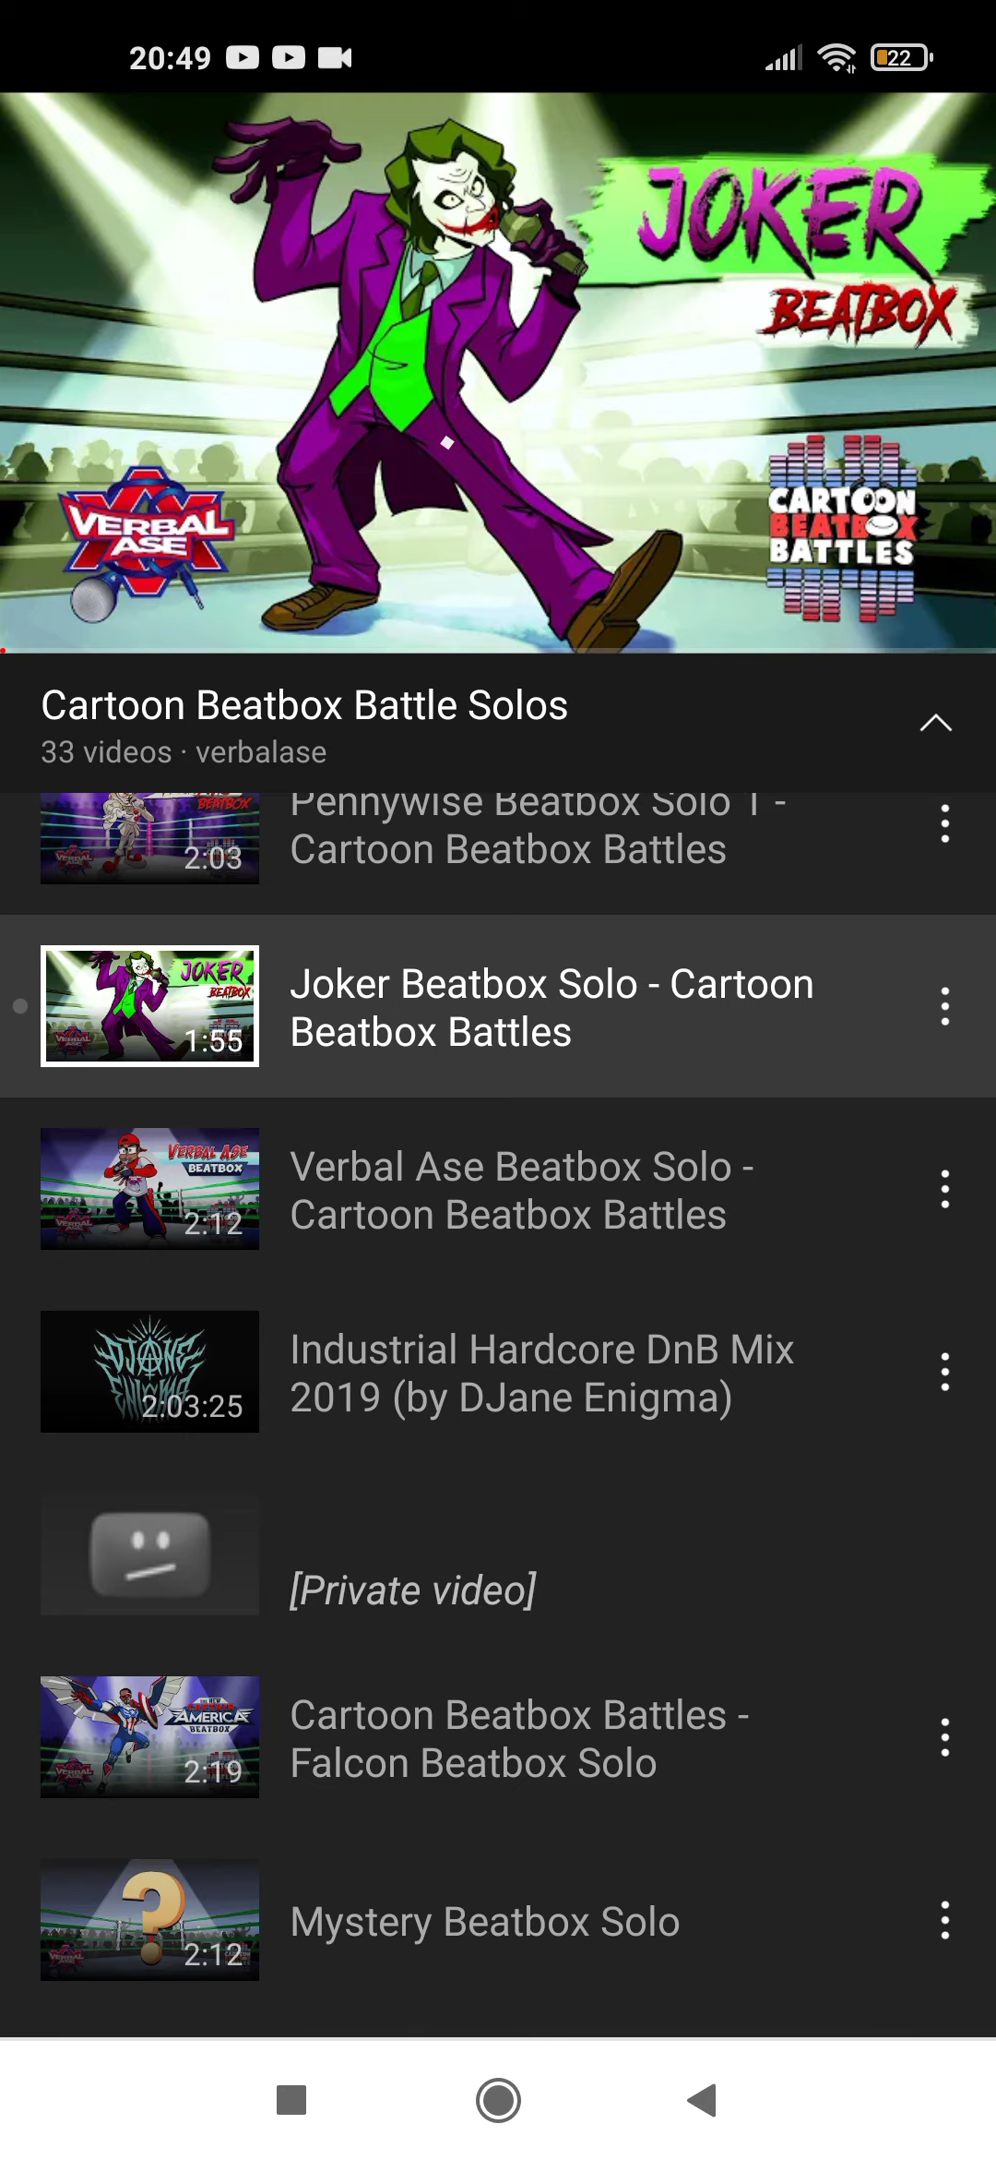 20:49
22
JOKER
BEATBOX
VERBAL
ASE
CARTOON
BEATBOX
BATTLES
Cartoon Beatbox Battle Solos
33 videos · verbalase
BEATBOX
2:03
Pennywise Beatbox Solo 1 -
Cartoon Beatbox Battles
JOKER
BEATBOX
1:55
Joker Beatbox Solo - Cartoon
Beatbox Battles
VERBAL ASE
BEATBOX
2:12
Verbal Ase Beatbox Solo -
Cartoon Beatbox Battles
DJANE
ENIGMA
2:03:25
Industrial Hardcore DnB Mix
2019 (by DJane Enigma)
[Private video]
AMERICA
BEATBOX
2:19
Cartoon Beatbox Battles -
Falcon Beatbox Solo
?
2:12
Mystery Beatbox Solo